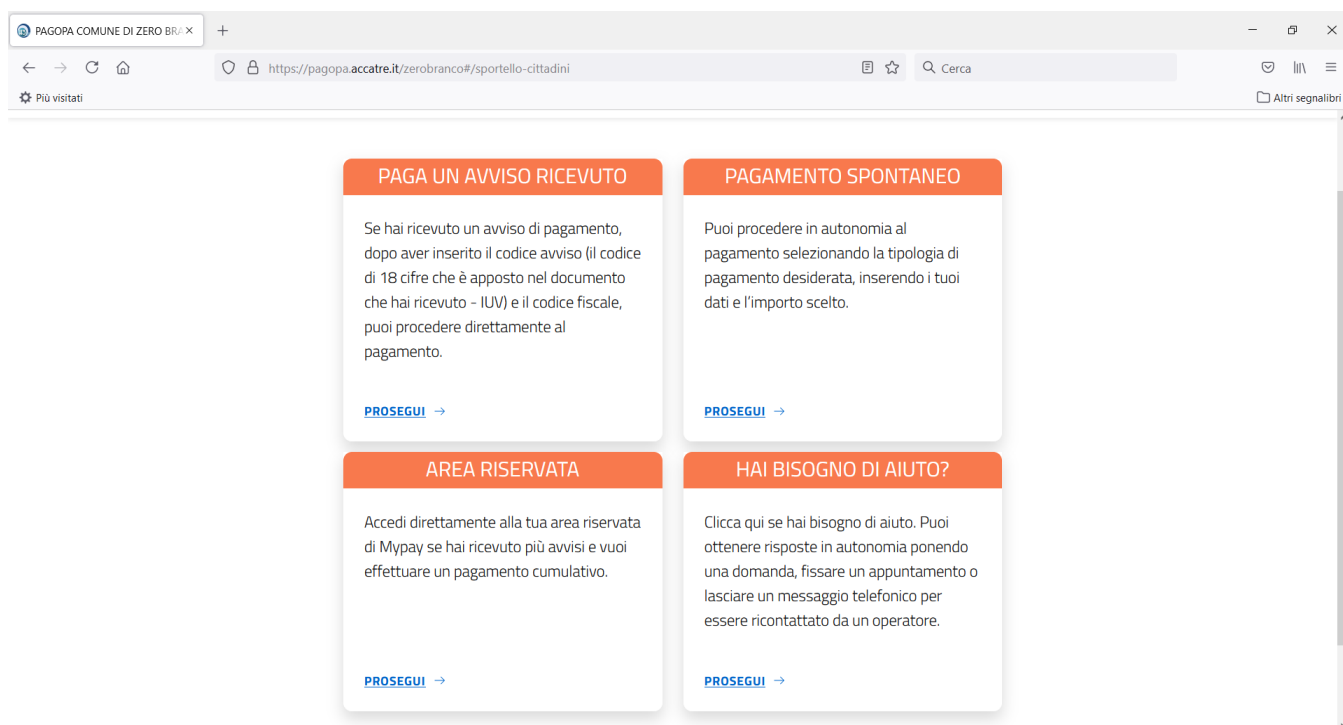 PAGOPA COMUNE DI ZERO BRA
https://pagopa.accatre.it/zerobranco#/sportello-cittadini
Cerca
Più visitati
Altri segnalibri
PAGA UN AVVISO RICEVUTO
Se hai ricevuto un avviso di pagamento,
dopo aver inserito il codice avviso (il codice
di 18 cifre che è apposto nel documento
che hai ricevuto - IUV) e il codice fiscale,
puoi procedere direttamente al
pagamento.
PROSEGUI →
PAGAMENTO SPONTANEO
Puoi procedere in autonomia al
pagamento selezionando la tipologia di
pagamento desiderata, inserendo i tuoi
dati e l’importo scelto.
PROSEGUI →
AREA RISERVATA
Accedi direttamente alla tua area riservata
di Mypay se hai ricevuto più avvisi e vuoi
effettuare un pagamento cumulativo.
PROSEGUI →
HAI BISOGNO DI AIUTO?
Clicca qui se hai bisogno di aiuto. Puoi
ottenere risposte in autonomia ponendo
una domanda, fissare un appuntamento o
lasciare un messaggio telefonico per
essere ricontattato da un operatore.
PROSEGUI →